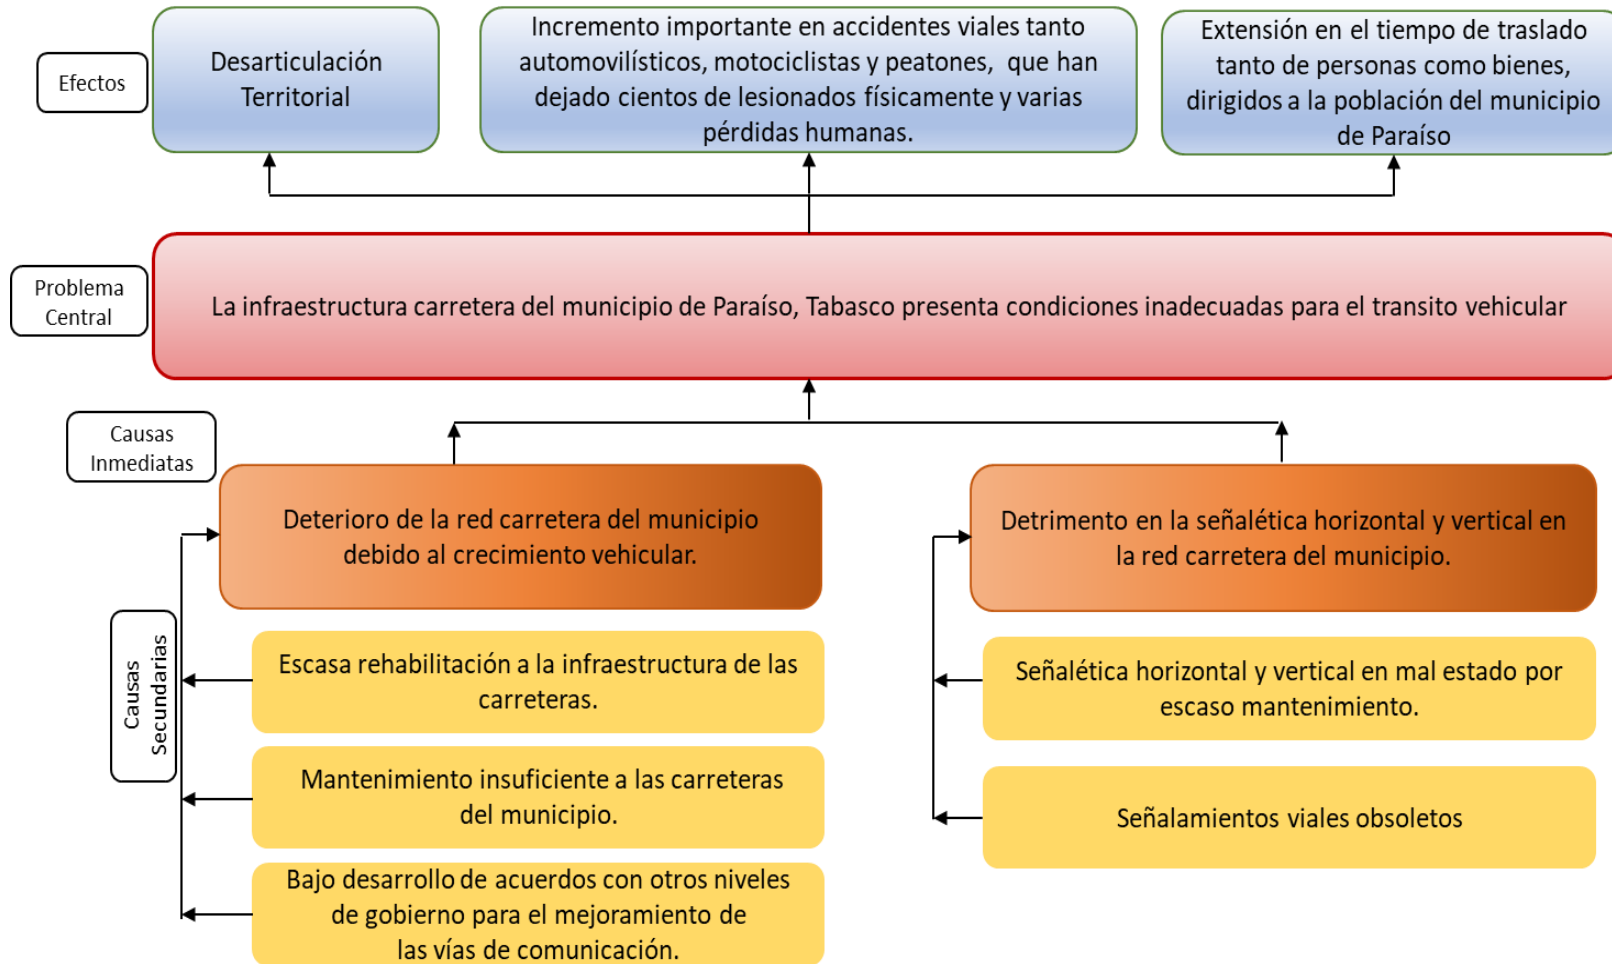 Efectos
Desarticulación
Territorial
Incremento importante en accidentes viales tanto
automovilísticos, motociclistas y peatones, que han
dejado cientos de lesionados físicamente y varias
pérdidas humanas.
Extensión en el tiempo de traslado
tanto de personas como bienes,
dirigidos a la población del municipio
de Paraíso
Problema
Central
La infraestructura carretera del municipio de Paraíso, Tabasco presenta condiciones inadecuadas para el transito vehicular
Causas
Inmediatas
Deterioro de la red carretera del municipio
debido al crecimiento vehicular.
Detrimento en la señalética horizontal y vertical en
la red carretera del municipio.
Causas
Secundarias
Escasa rehabilitación a la infraestructura de las
carreteras.
Mantenimiento insuficiente a las carreteras
del municipio.
Bajo desarrollo de acuerdos con otros niveles
de gobierno para el mejoramiento de
las vías de comunicación.
Señalética horizontal y vertical en mal estado por
escaso mantenimiento.
Señalamientos viales obsoletos